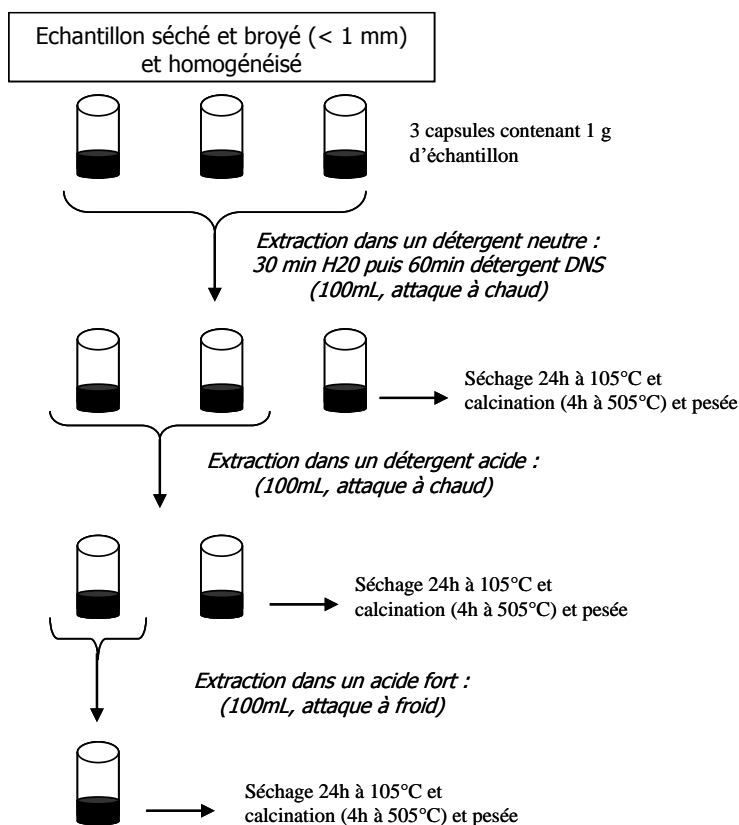 Echantillon séché et broyé (< 1 mm)
et homogénéisé
3 capsules contenant 1 g
d'échantillon
Extraction dans un détergent neutre :
30 min H20 puis 60min détergent DNS
(100mL, attaque à chaud)
Séchage 24h à 105°C et
calcination (4h à 505°C) et pesée
Extraction dans un détergent acide :
(100mL, attaque à chaud)
Séchage 24h à 105°C et
calcination (4h à 505°C) et pesée
Extraction dans un acide fort :
(100mL, attaque à froid)
Séchage 24h à 105°C et
calcination (4h à 505°C) et pesée